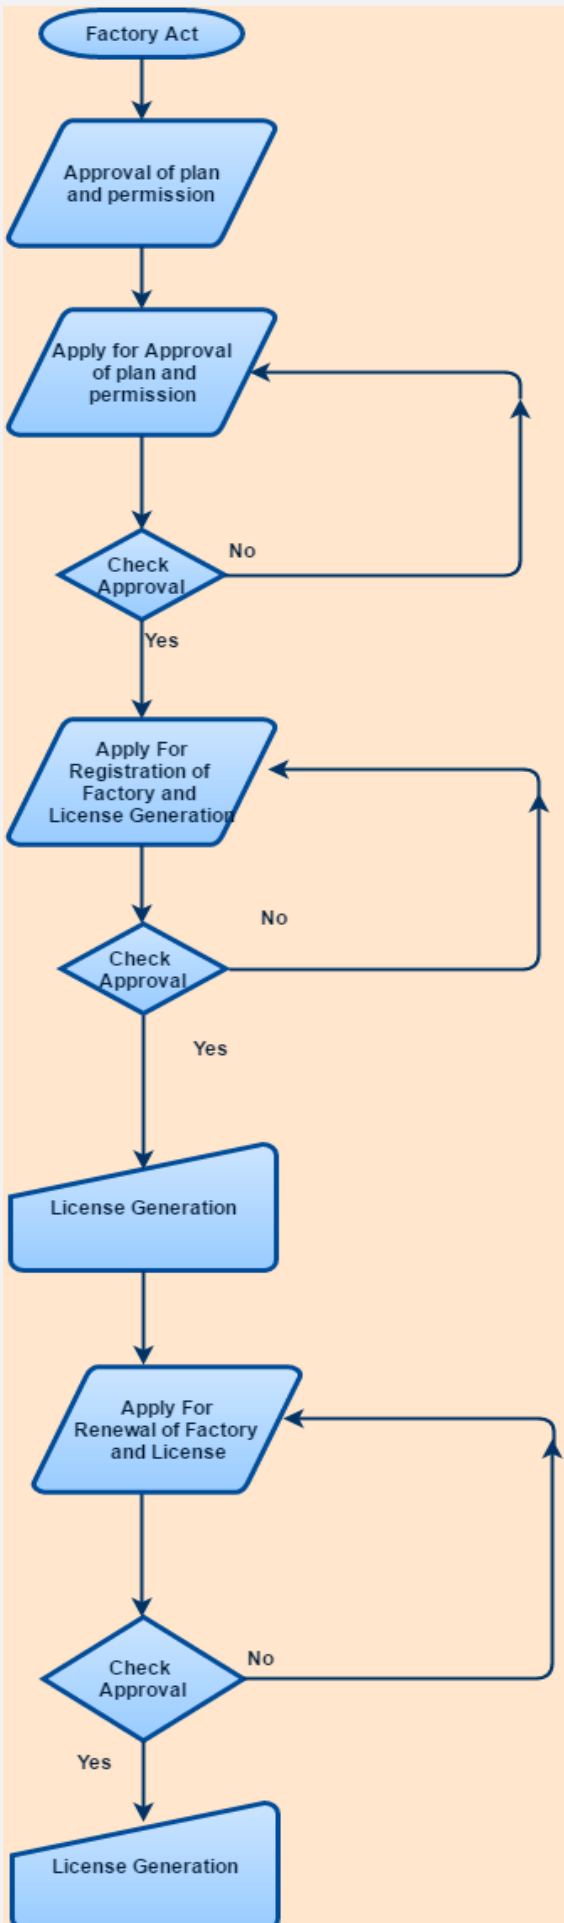 Factory Act
Approval of plan
and permission
Apply for Approval
of plan and
permission
Check
Approval
No
Yes
Apply For
Registration of
Factory and
License Generation
Check
Approval
No
Yes
License Generation
Apply For
Renewal of Factory
and License
Check
Approval
No
Yes
License Generation